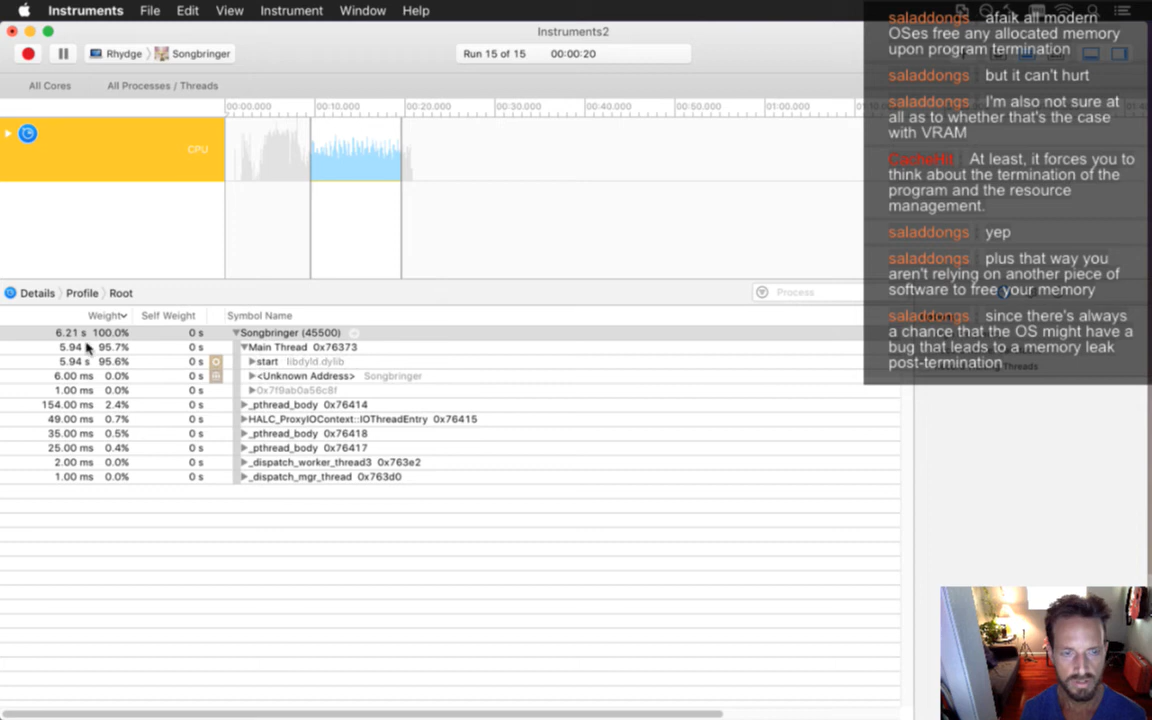 Instruments File Edit View Instrument Window Help
Instruments2
Rhydge Songbringer
Run 15 of 15 00:00:20
All Cores All Processes / Threads
00:00.000 00:10.000 00:20.000 00:30.000 00:40.000 00:50.000 01:00.000
CPU
Details Profile Root
Process
Weight Self Weight Symbol Name
6.21 s 100.0% 0 s Songbringer (45500)
5.94 95.7% 0 s Main Thread 0x76373
5.94 s 95.6% 0 s start libdyld.dylib
6.00 ms 0.0% 0 s <Unknown Address> Songbringer
1.00 ms 0.0% 0 s 0x7f9ab0a56c8f
154.00 ms 2.4% 0 s _pthread_body 0x76414
49.00 ms 0.7% 0 s HALC_ProxyIOContext::IOThreadEntry 0x76415
35.00 ms 0.5% 0 s _pthread_body 0x76418
25.00 ms 0.4% 0 s _pthread_body 0x76417
2.00 ms 0.0% 0 s _dispatch_worker_thread3 0x763e2
1.00 ms 0.0% 0 s _dispatch_mgr_thread 0x763d0
saladdongs afaik all modern
OSes free any allocated memory
upon program termination
saladdongs but it can't hurt
saladdongs I'm also not sure at
all as to whether that's the case
with VRAM
CacheHit At least, it forces you to
think about the termination of the
program and the resource
management.
saladdongs yep
saladdongs plus that way you
aren't relying on another piece of
software to free your memory
saladdongs since there's always
a chance that the OS might have a
bug that leads to a memory leak
post-termination
Threads